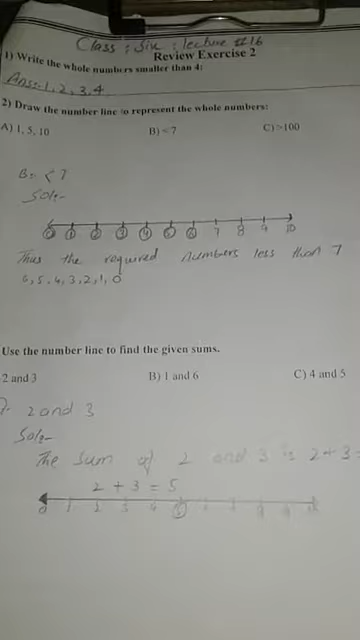 Class : Six : lecture #16
Review Exercise 2
1) Write the whole numbers smaller than 4:
Ans:- 1, 2, 3, 4
2) Draw the number line to represent the whole numbers:
A) 1, 5, 10 B) < 7 C) >100
B= < 7
Sol:-
0 1 2 3 4 5 6 7 8 9 10
Thus the required numbers less than 7
6, 5, 4, 3, 2, 1, 0
Use the number line to find the given sums.
2 and 3 B) 1 and 6 C) 4 and 5
2 and 3
Sol:-
The sum of 2 and 3 is 2+3=
2 + 3 = 5
0 1 2 3 4 5